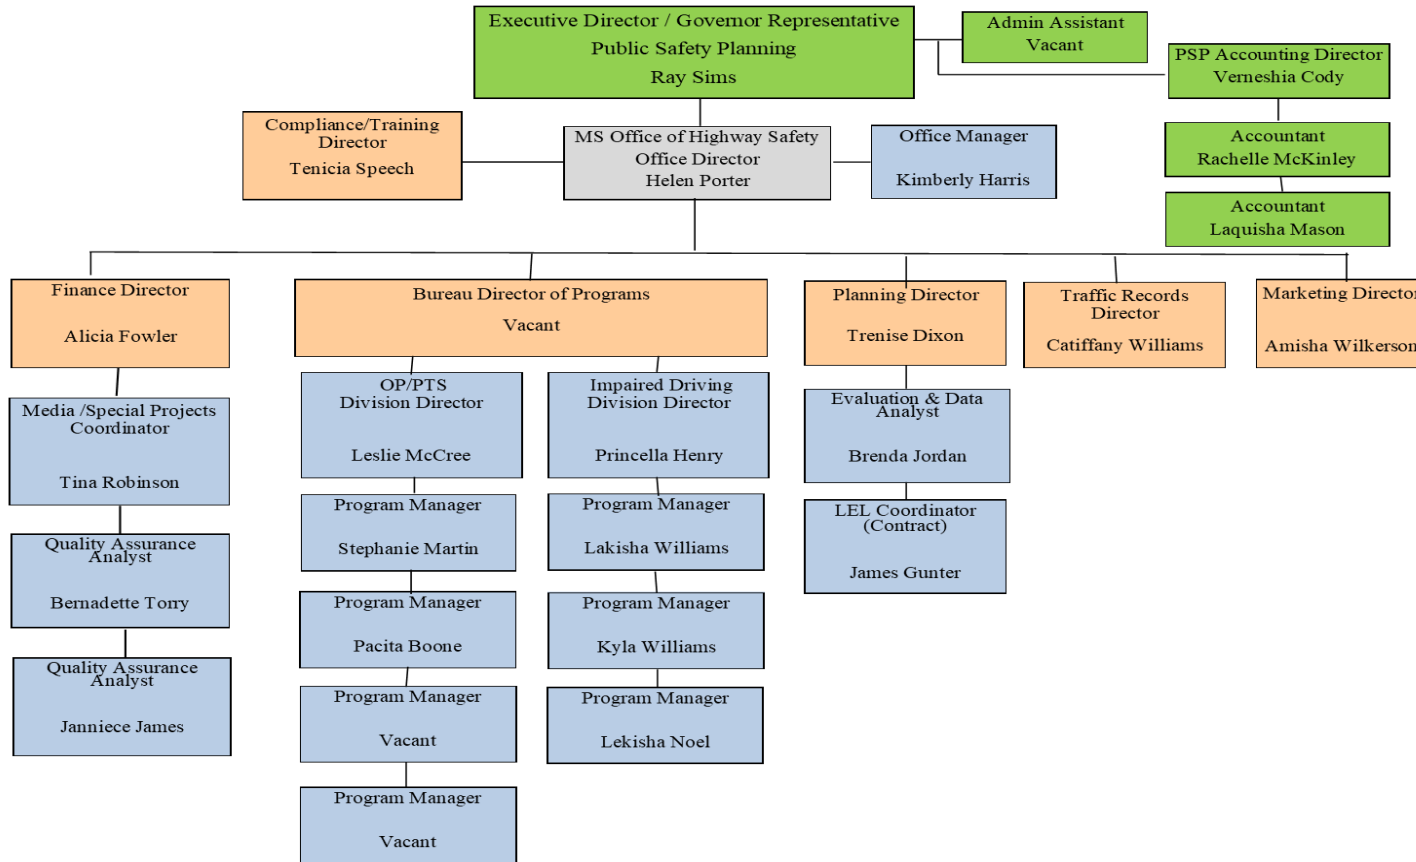 Executive Director / Governor Representative
Public Safety Planning
Ray Sims
Admin Assistant
Vacant
PSP Accounting Director
Verneshia Cody
Accountant
Rachelle McKinley
Accountant
Laquisha Mason
Compliance/Training
Director
Tenicia Speech
MS Office of Highway Safety
Office Director
Helen Porter
Office Manager
Kimberly Harris
Finance Director
Alicia Fowler
Media /Special Projects
Coordinator
Tina Robinson
Quality Assurance
Analyst
Bernadette Torry
Quality Assurance
Analyst
Janniece James
Bureau Director of Programs
Vacant
OP/PTS
Division Director
Leslie McCree
Program Manager
Stephanie Martin
Program Manager
Pacita Boone
Program Manager
Vacant
Program Manager
Vacant
Impaired Driving
Division Director
Princella Henry
Program Manager
Lakisha Williams
Program Manager
Kyla Williams
Program Manager
Lekisha Noel
Planning Director
Trenise Dixon
Evaluation & Data
Analyst
Brenda Jordan
LEL Coordinator
(Contract)
James Gunter
Traffic Records
Director
Catiffany Williams
Marketing Director
Amisha Wilkerson